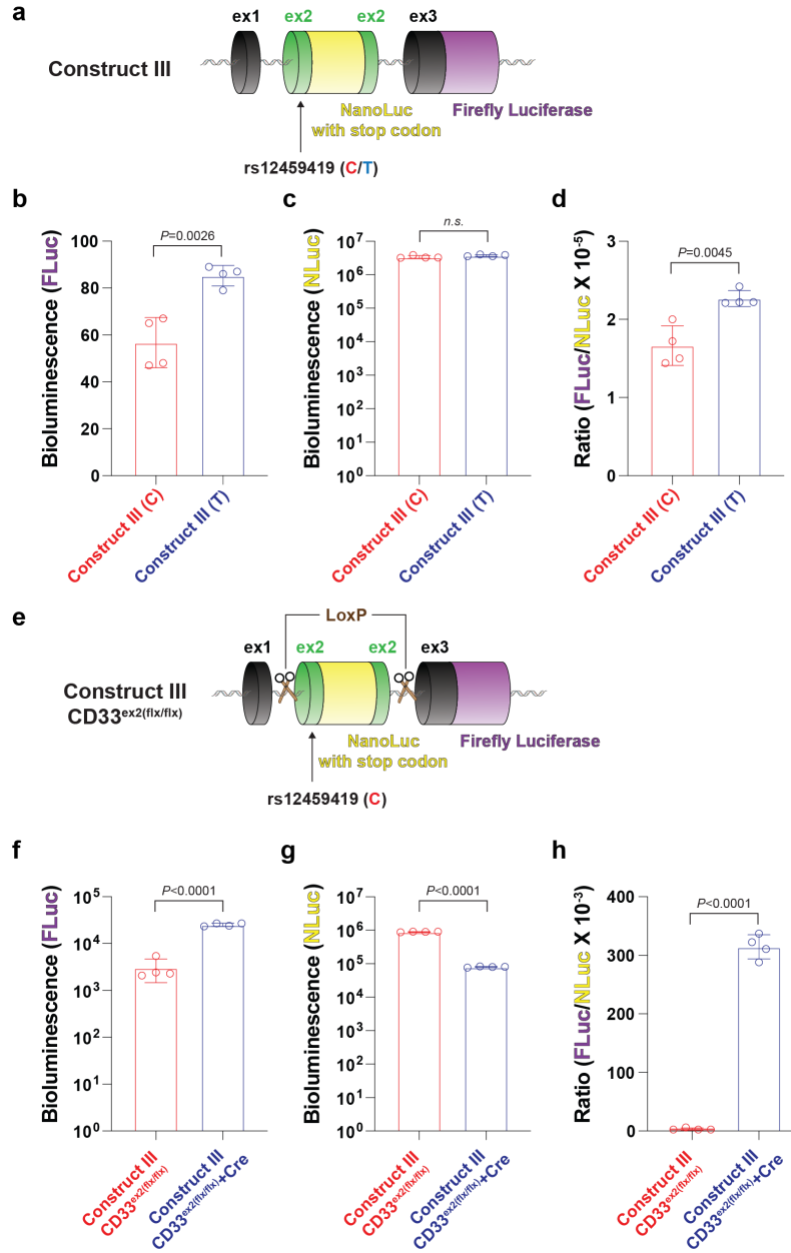 a
ex1 ex2 ex2 ex3
Construct III
NanoLuc
with stop codon
Firefly Luciferase
rs12459419 (C/T)
b
Bioluminescence (FLuc)
P=0.0026
100
80
60
40
20
0
Construct III (C)
Construct III (T)
c
Bioluminescence (NLuc)
n.s.
10⁷
10⁶
10⁵
10⁴
10³
10²
10¹
10⁰
Construct III (C)
Construct III (T)
d
Ratio (FLuc/NLuc X 10⁻⁵)
P=0.0045
3
2
1
0
Construct III (C)
Construct III (T)
e
LoxP
ex1 ex2 ex2 ex3
Construct III
CD33ex2(flx/flx)
NanoLuc
with stop codon
Firefly Luciferase
rs12459419 (C)
f
Bioluminescence (FLuc)
P<0.0001
10⁵
10⁴
10³
10²
10¹
10⁰
Construct III
CD33ex2(flx/flx)
Construct III
CD33ex2(flx/flx)+Cre
g
Bioluminescence (NLuc)
P<0.0001
10⁷
10⁶
10⁵
10⁴
10³
10²
10¹
10⁰
Construct III
CD33ex2(flx/flx)
Construct III
CD33ex2(flx/flx)+Cre
h
Ratio (FLuc/NLuc X 10⁻³)
P<0.0001
400
300
200
100
0
Construct III
CD33ex2(flx/flx)
Construct III
CD33ex2(flx/flx)+Cre